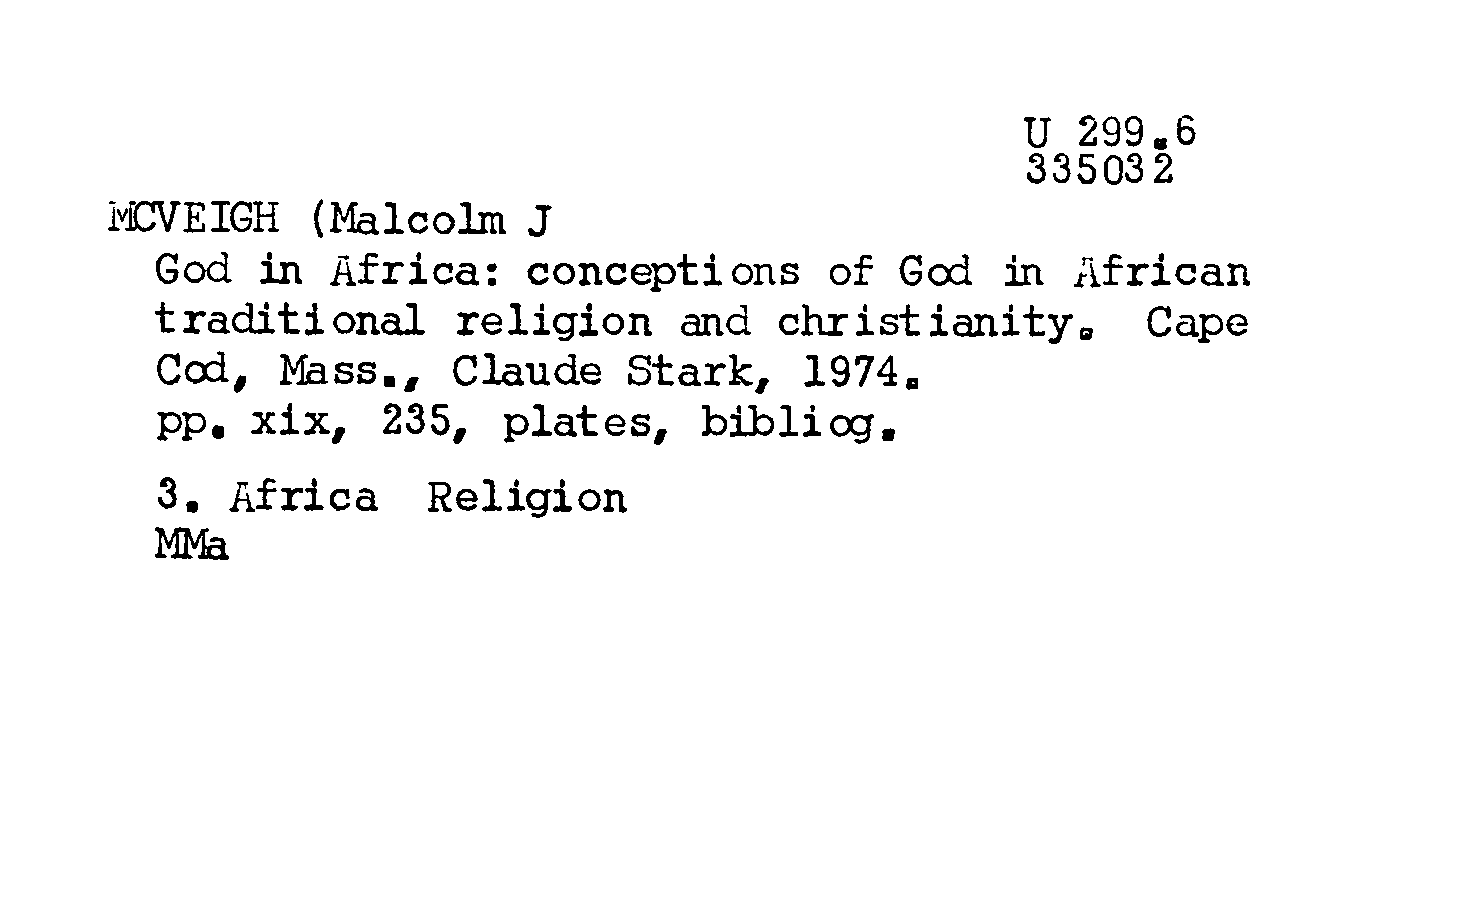 U 299.6
335032
MCVEIGH (Malcolm J
God in Africa: conceptions of God in African
traditional religion and christianity. Cape
Cod, Mass., Claude Stark, 1974.
pp. xix, 235, plates, bibliog.
3. Africa Religion
MMa